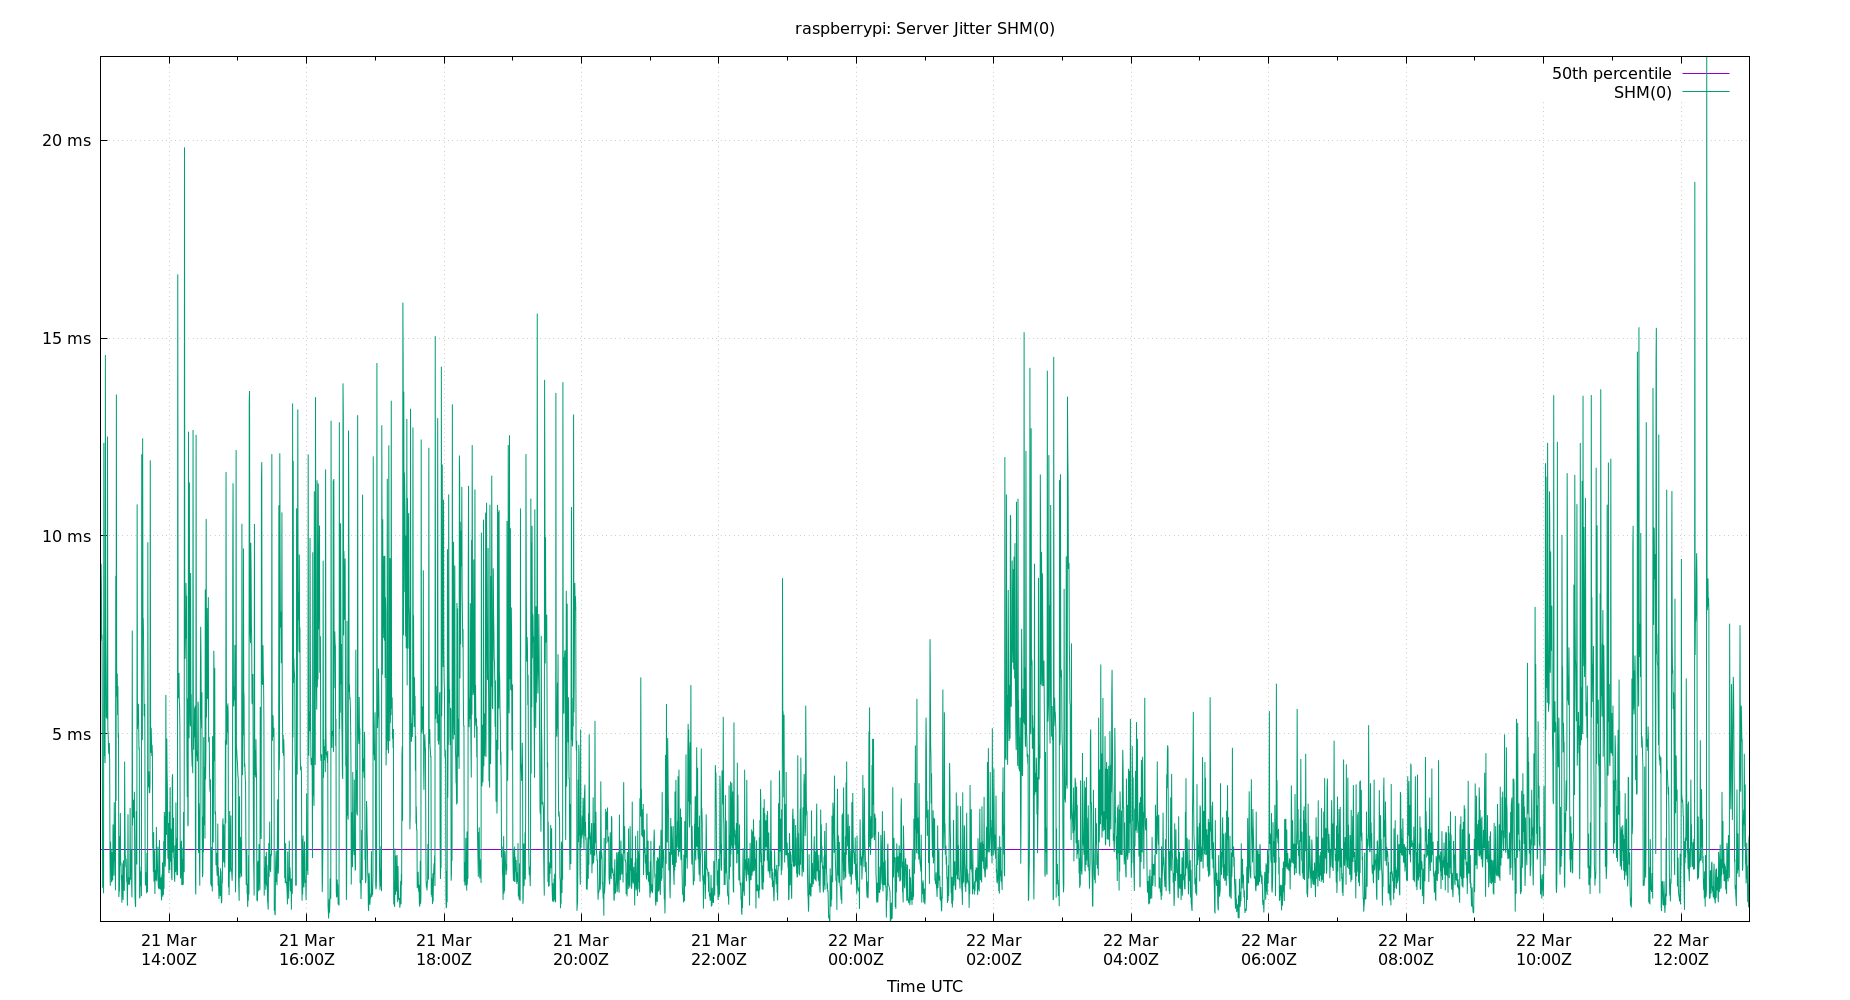 raspberrypi: Server Jitter SHM(0)
50th percentile
SHM(0)
20 ms
15 ms
10 ms
5 ms
21 Mar 21 Mar 21 Mar 21 Mar 21 Mar 22 Mar 22 Mar 22 Mar 22 Mar 22 Mar 22 Mar 22 Mar
14:00Z 16:00Z 18:00Z 20:00Z 22:00Z 00:00Z 02:00Z 04:00Z 06:00Z 08:00Z 10:00Z 12:00Z
Time UTC